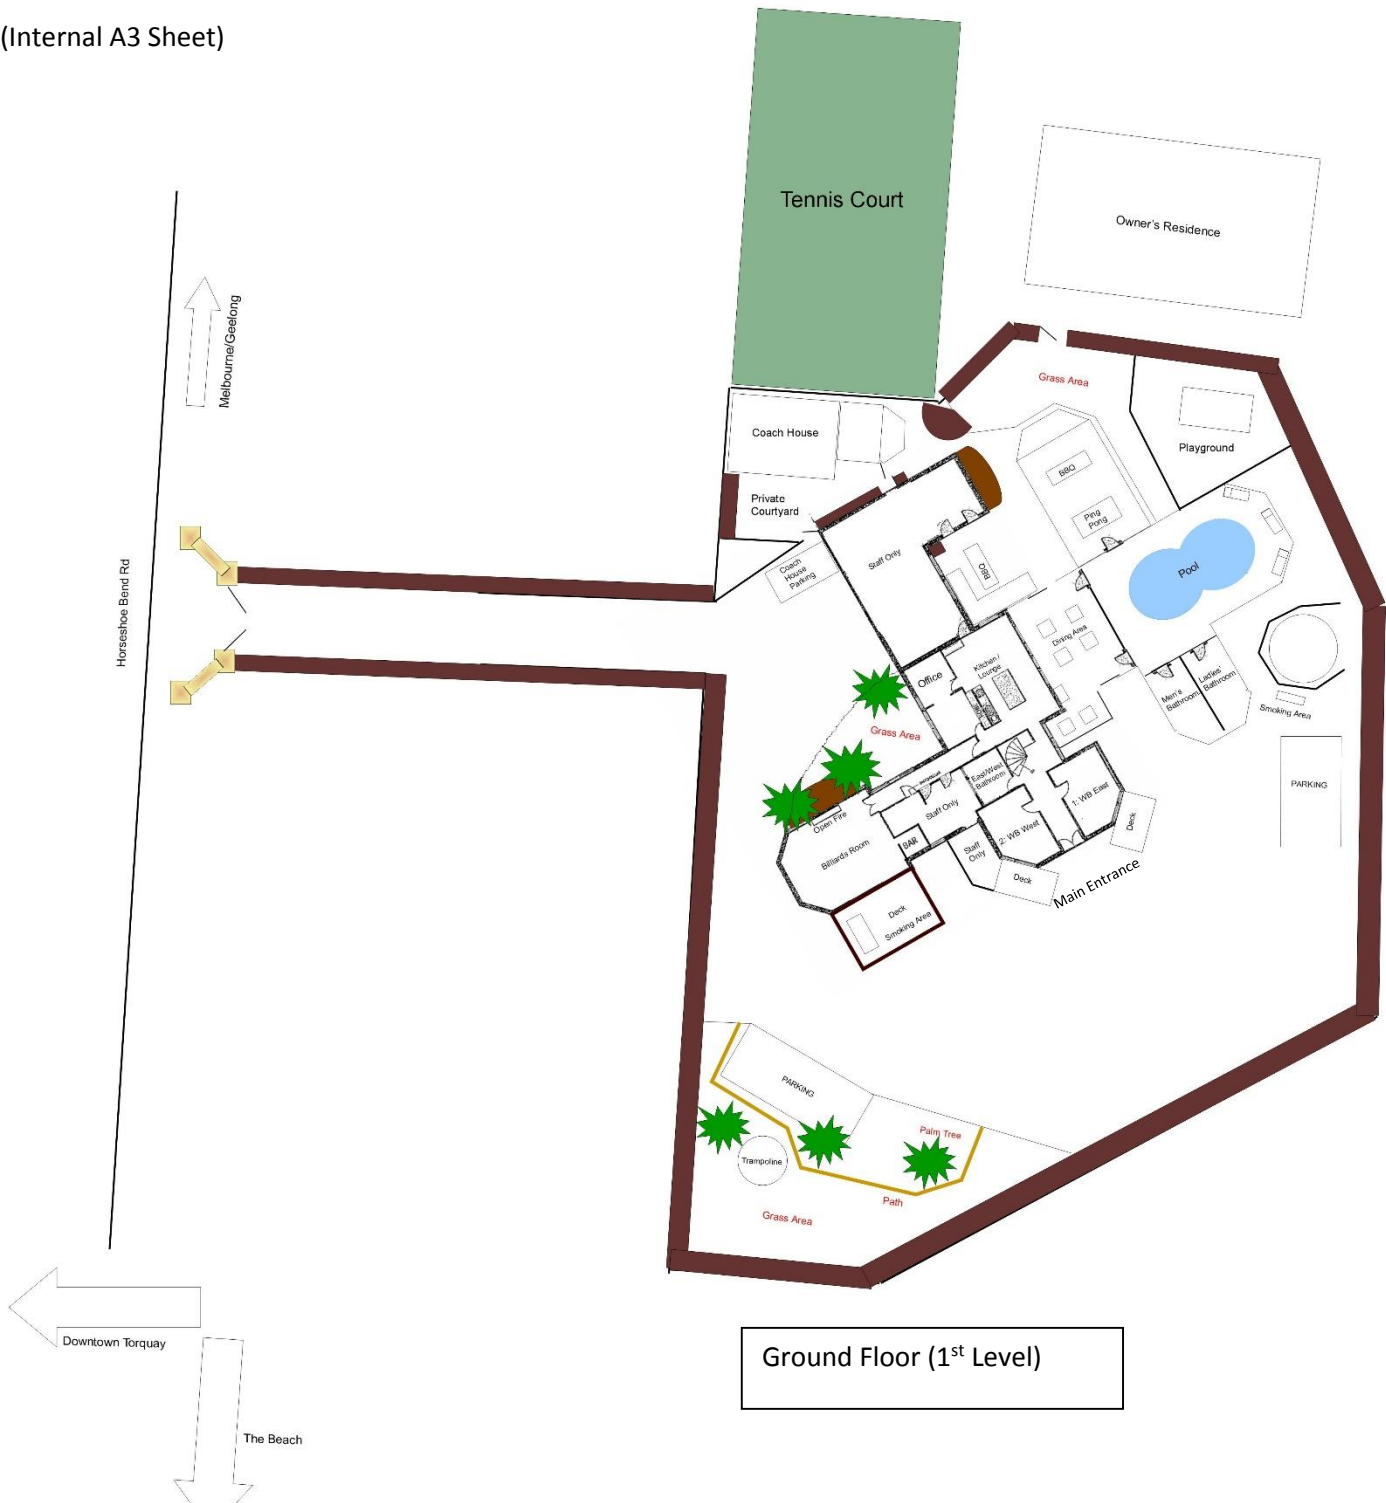 (Internal A3 Sheet)
Tennis Court
Owner's Residence
Melbourne/Geelong
Grass Area
Coach House
Playground
BBQ
Private
Courtyard
Ping
Pong
Staff Only
Coach
House
Parking
BBQ
Pool
Horseshoe Bend Rd
Dining Area
Kitchen /
Lounge
Office
Men's
Bathroom
Ladies'
Bathroom
Smoking Area
Grass Area
East/West
Bathroom
PARKING
1: WB East
Staff Only
Open Fire
Deck
2: WB West
BAR
Billiards Room
Staff
Only
Deck
Main Entrance
Deck
Smoking Area
PARKING
Palm Tree
Trampoline
Path
Grass Area
Downtown Torquay
Ground Floor (1st Level)
The Beach